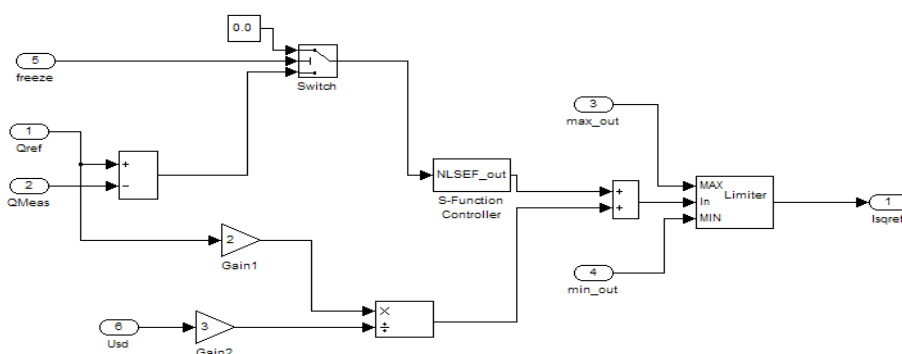 0.0
5
freeze
Switch
1
Qref
+
−
2
QMeas
3
max_out
NLSEF_out
S-Function
Controller
+
+
MAX
In
MIN
Limiter
1
Isqref
2
Gain1
4
min_out
×
÷
6
Usd
3
Gain2